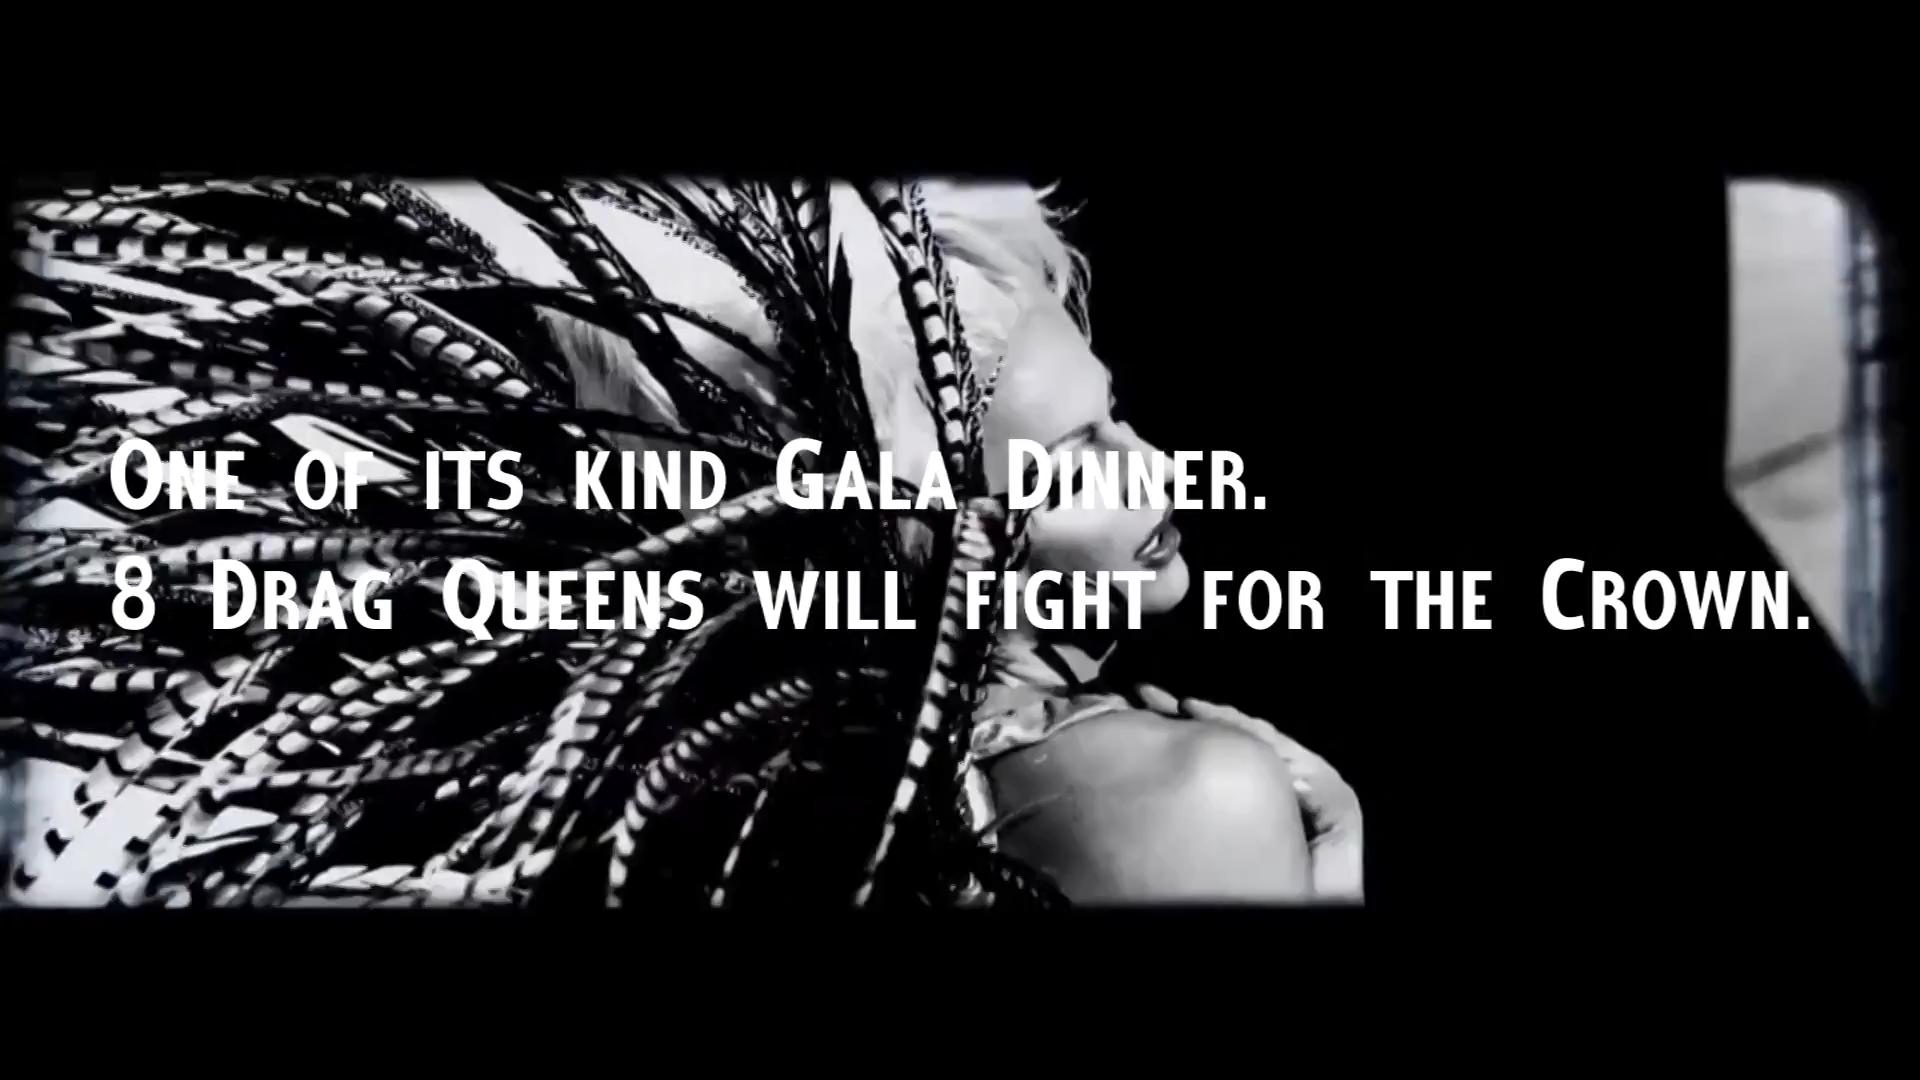 One of its kind Gala Dinner.
8 Drag Queens will fight for the Crown.